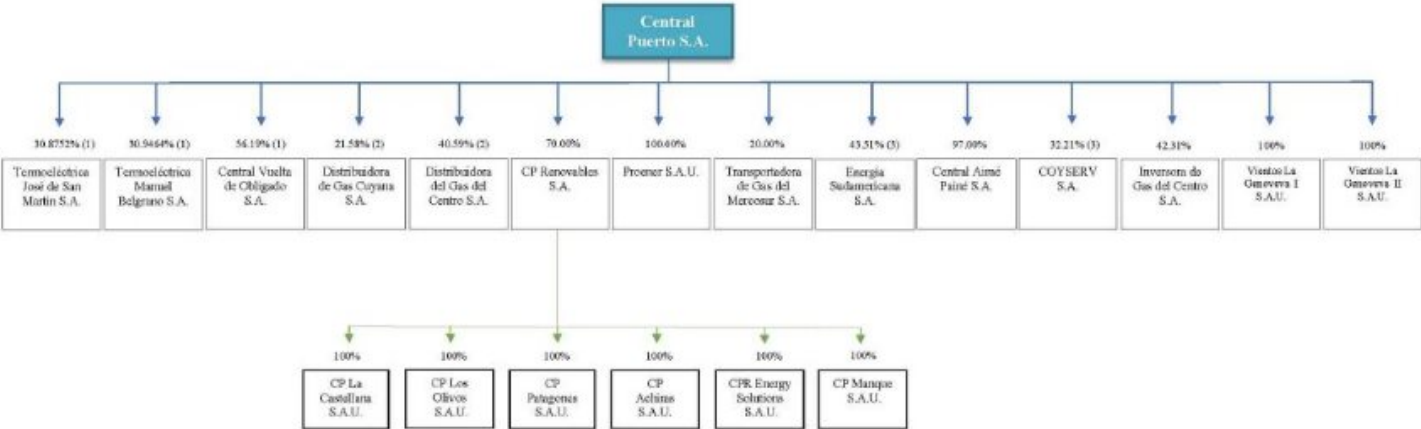 Central
Puerto S.A.
30.8752% (1)
30.9464% (1)
56.19% (1)
21.58% (2)
40.59% (2)
70.00%
100.00%
20.00%
43.51% (3)
97.00%
32.21% (3)
42.31%
100%
100%
Termoeléctrica
José de San
Martín S.A.
Termoeléctrica
Manuel
Belgrano S.A.
Central Vuelta
de Obligado
S.A.
Distribuidora
de Gas Cuyana
S.A.
Distribuidora
del Gas del
Centro S.A.
CP Renovables
S.A.
Proener S.A.U.
Transportadora
de Gas del
Mercosur S.A.
Energía
Sudamericana
S.A.
Central Aimé
Painé S.A.
COYSERV
S.A.
Inversora de
Gas del Centro
S.A.
Vientos La
Genoveva I
S.A.U.
Vientos La
Genoveva II
S.A.U.
100%
100%
100%
100%
100%
100%
CP La
Castellana
S.A.U.
CP Los
Olivos
S.A.U.
CP
Patagones
S.A.U.
CP
Achiras
S.A.U.
CPR Energy
Solutions
S.A.U.
CP Manque
S.A.U.